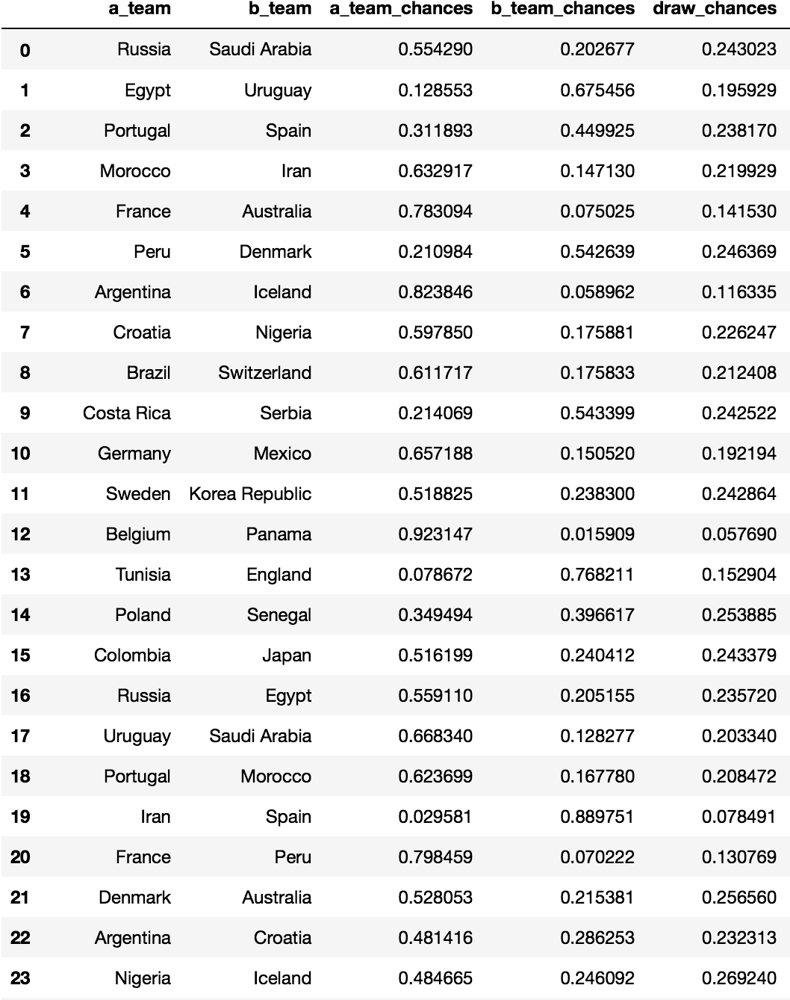 a_team b_team a_team_chances b_team_chances draw_chances
0 Russia Saudi Arabia 0.554290 0.202677 0.243023
1 Egypt Uruguay 0.128553 0.675456 0.195929
2 Portugal Spain 0.311893 0.449925 0.238170
3 Morocco Iran 0.632917 0.147130 0.219929
4 France Australia 0.783094 0.075025 0.141530
5 Peru Denmark 0.210984 0.542639 0.246369
6 Argentina Iceland 0.823846 0.058962 0.116335
7 Croatia Nigeria 0.597850 0.175881 0.226247
8 Brazil Switzerland 0.611717 0.175833 0.212408
9 Costa Rica Serbia 0.214069 0.543399 0.242522
10 Germany Mexico 0.657188 0.150520 0.192194
11 Sweden Korea Republic 0.518825 0.238300 0.242864
12 Belgium Panama 0.923147 0.015909 0.057690
13 Tunisia England 0.078672 0.768211 0.152904
14 Poland Senegal 0.349494 0.396617 0.253885
15 Colombia Japan 0.516199 0.240412 0.243379
16 Russia Egypt 0.559110 0.205155 0.235720
17 Uruguay Saudi Arabia 0.668340 0.128277 0.203340
18 Portugal Morocco 0.623699 0.167780 0.208472
19 Iran Spain 0.029581 0.889751 0.078491
20 France Peru 0.798459 0.070222 0.130769
21 Denmark Australia 0.528053 0.215381 0.256560
22 Argentina Croatia 0.481416 0.286253 0.232313
23 Nigeria Iceland 0.484665 0.246092 0.269240